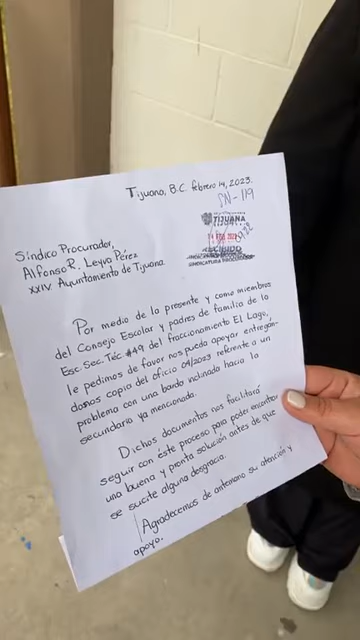 Tijuana, B.C. febrero 14, 2023.
SN-119
TIJUANA
RECIBIDO
SINDICATURA PROCURADORA
Síndico Procurador,
Alfonso R. Leyva Pérez
XXIV. Ayuntamiento de Tijuana
Por medio de la presente y como miembros
del Consejo Escolar y padres de familia de la
Esc. Sec. Téc. #49 del fraccionamiento El Lago,
le pedimos de favor nos pueda apoyar entregan-
donos copia del oficio 04/2023 referente a un
problema con una barda inclinada hacia la
secundaria ya mencionada.
Dichos documentos nos facilitará
seguir con éste proceso para poder encontrar
una buena y pronta solución antes de que
se sucite alguna desgracia.
Agradecemos de antemano su atención y
apoyo.